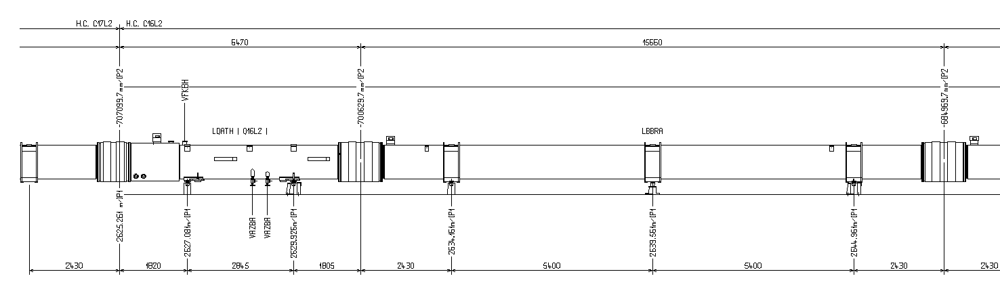 H.C. C17L2
H.C. C16L2
6470
15660
-707099.7mm/IP2
VFKBH
-700629.7mm/IP2
-684969.7mm/IP2
LQATH | Q16L2 |
LBBRA
2625.261 m/IP1
2627.081m/IP1
VAZBA
VAZBA
2629.926m/IP1
2634.161m/IP1
2639.561m/IP1
2644.961m/IP1
2430
1820
2845
1805
2430
5400
5400
2430
2430